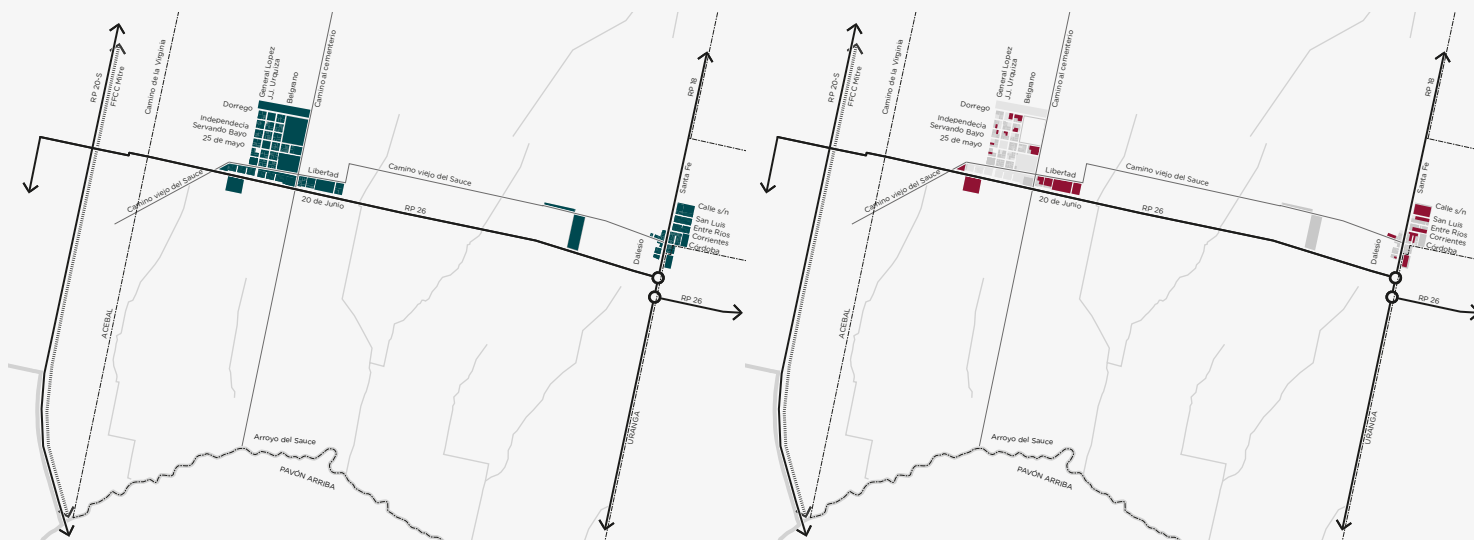 RP 20-S
FFCC Mitre
Camino de la Virginia
General Lopez
J.J. Urquiza
Belgrano
Camino al cementerio
Dorrego
Independecia
Servando Bayo
25 de mayo
Camino viejo del Sauce
Libertad
20 de Junio
Camino viejo del Sauce
RP 26
RP 18
Santa Fe
Calle s/n
San Luis
Entre Ríos
Corrientes
Córdoba
Dalesio
RP 26
ACEBAL
URANGA
Arroyo del Sauce
PAVÓN ARRIBA
RP 20-S
FFCC Mitre
Camino de la Virginia
General Lopez
J.J. Urquiza
Belgrano
Camino al cementerio
Dorrego
Independecia
Servando Bayo
25 de mayo
Camino viejo del Sauce
Libertad
20 de Junio
Camino viejo del Sauce
RP 26
RP 18
Santa Fe
Calle s/n
San Luis
Entre Ríos
Corrientes
Córdoba
Dalesio
RP 26
ACEBAL
URANGA
Arroyo del Sauce
PAVÓN ARRIBA